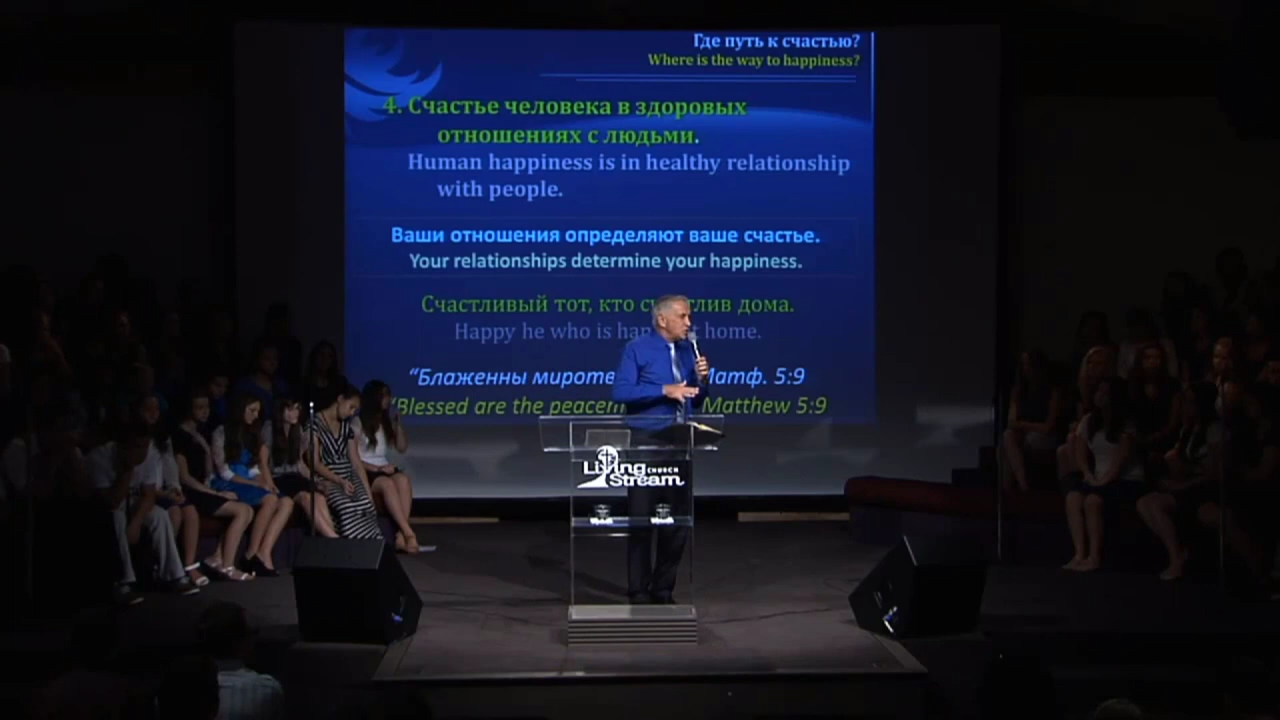 Где путь к счастью?
Where is the way to happiness?
4. Счастье человека в здоровых
отношениях с людьми.
Human happiness is in healthy relationship
with people.
Ваши отношения определяют ваше счастье.
Your relationships determine your happiness.
Счастливый тот, кто дома.
Happy he who is home.
“Блаженны Матф. 5:9
“Blessed are the Matthew 5:9
Living CHURCH
Stream